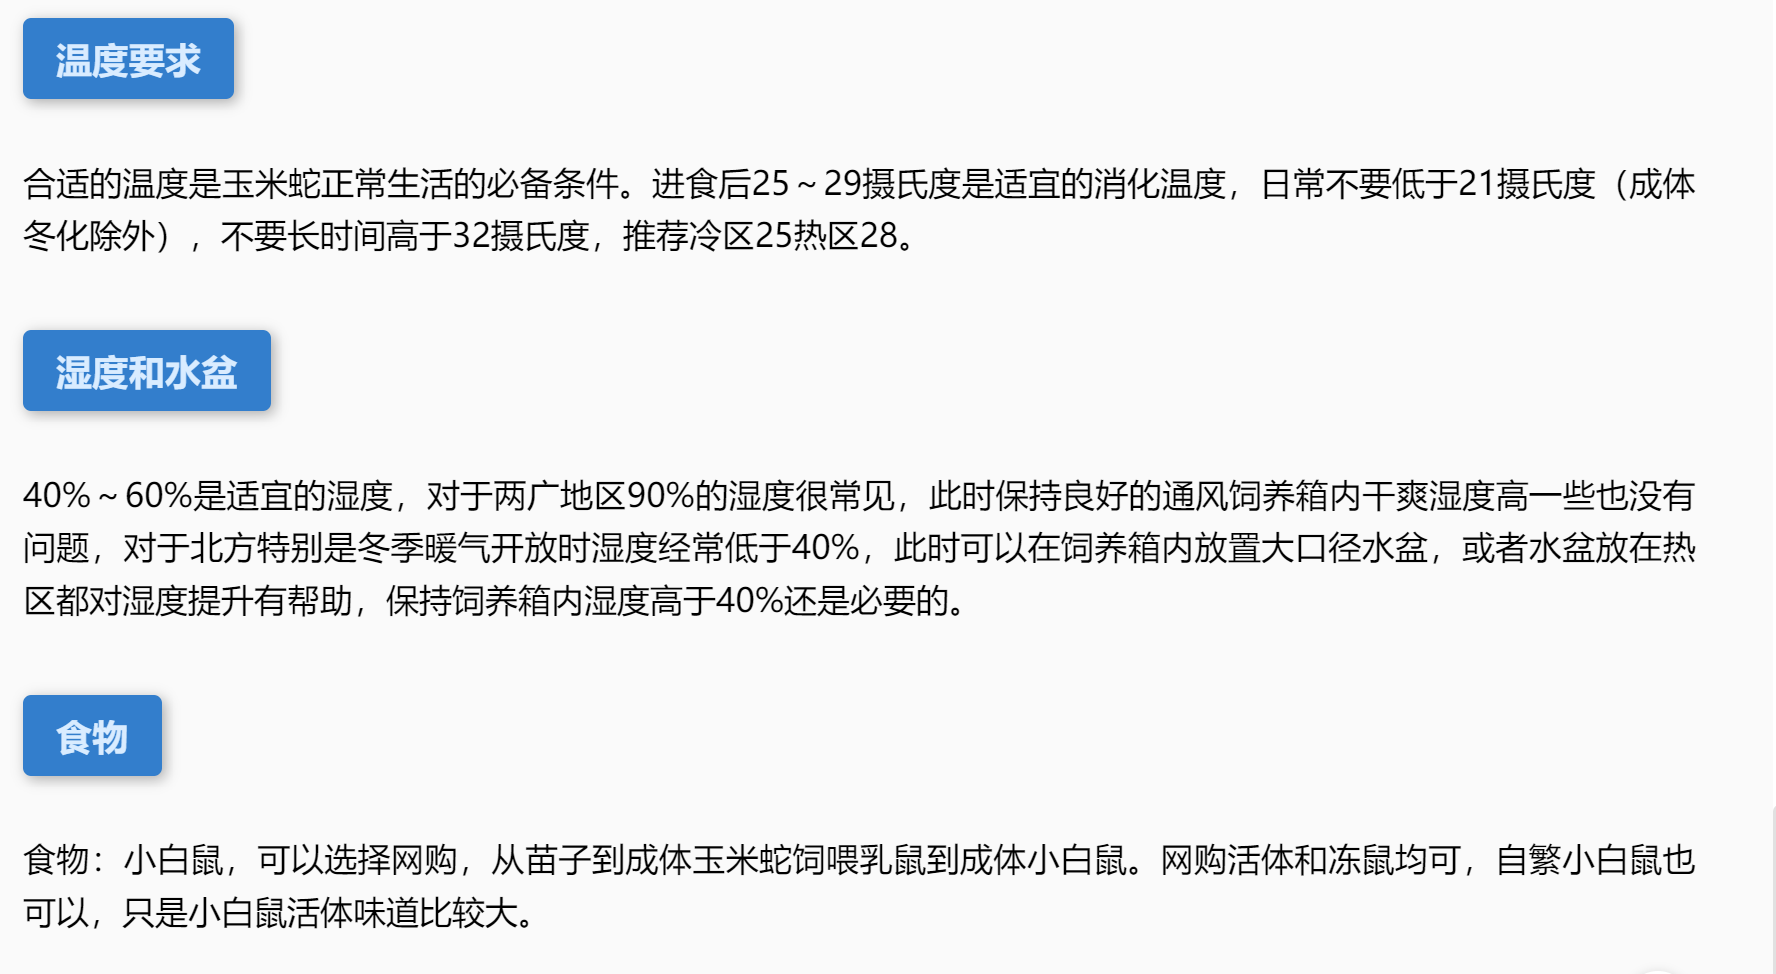 温度要求
合适的温度是玉米蛇正常生活的必备条件。进食后25～29摄氏度是适宜的消化温度，日常不要低于21摄氏度（成体
冬化除外），不要长时间高于32摄氏度，推荐冷区25热区28。
湿度和水盆
40%～60%是适宜的湿度，对于两广地区90%的湿度很常见，此时保持良好的通风饲养箱内干爽湿度高一些也没有
问题，对于北方特别是冬季暖气开放时湿度经常低于40%，此时可以在饲养箱内放置大口径水盆，或者水盆放在热
区都对湿度提升有帮助，保持饲养箱内湿度高于40%还是必要的。
食物
食物：小白鼠，可以选择网购，从苗子到成体玉米蛇饲喂乳鼠到成体小白鼠。网购活体和冻鼠均可，自繁小白鼠也
可以，只是小白鼠活体味道比较大。